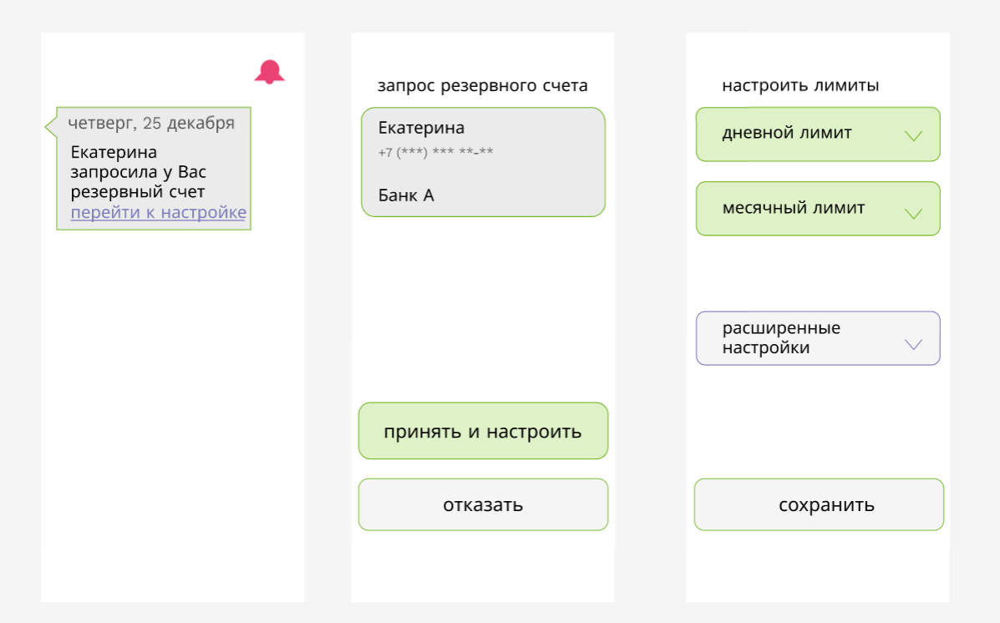 четверг, 25 декабря
Екатерина
запросила у Вас
резервный счет
перейти к настройке
запрос резервного счета
Екатерина
+7 (***) *** **-**
Банк А
принять и настроить
отказать
настроить лимиты
дневной лимит
месячный лимит
расширенные
настройки
сохранить